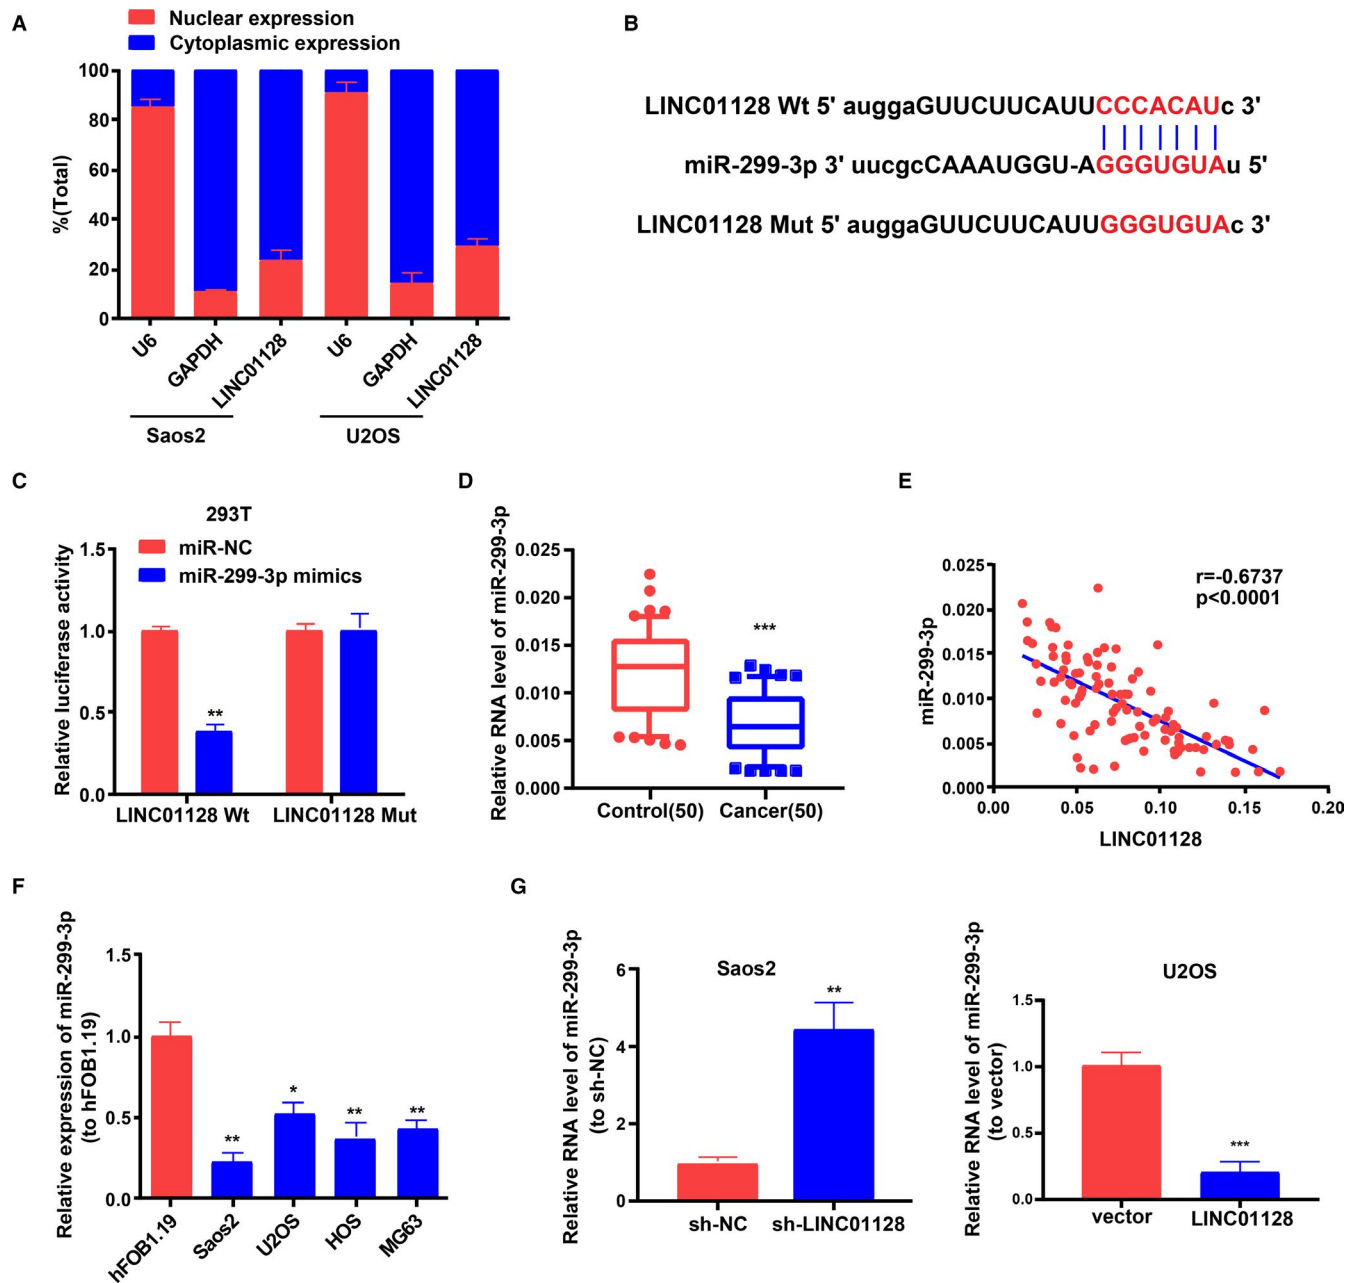 A
Nuclear expression
Cytoplasmic expression
%(Total)
100
80
60
40
20
0
U6
GAPDH
LINC01128
U6
GAPDH
LINC01128
Saos2
U2OS
B
LINC01128 Wt 5' auggaGUUCUUCAUUCCCACAUc 3'
miR-299-3p 3' uucgcCAAAUGGU-AGGGUGUAu 5'
LINC01128 Mut 5' auggaGUUCUUCAUUGGGUGUAc 3'
C
293T
miR-NC
miR-299-3p mimics
Relative luciferase activity
1.5
1.0
0.5
0.0
**
LINC01128 Wt
LINC01128 Mut
D
Relative RNA level of miR-299-3p
0.025
0.020
0.015
0.010
0.005
0.000
***
Control(50)
Cancer(50)
E
miR-299-3p
0.025
0.020
0.015
0.010
0.005
0.000
r=-0.6737
p<0.0001
0.00
0.05
0.10
0.15
0.20
LINC01128
F
Relative expression of miR-299-3p
(to hFOB1.19)
1.5
1.0
0.5
0.0
**
*
**
**
hFOB1.19
Saos2
U2OS
HOS
MG63
G
Relative RNA level of miR-299-3p
(to sh-NC)
Saos2
6
4
2
0
**
sh-NC
sh-LINC01128
Relative RNA level of miR-299-3p
(to vector)
U2OS
1.5
1.0
0.5
0.0
***
vector
LINC01128